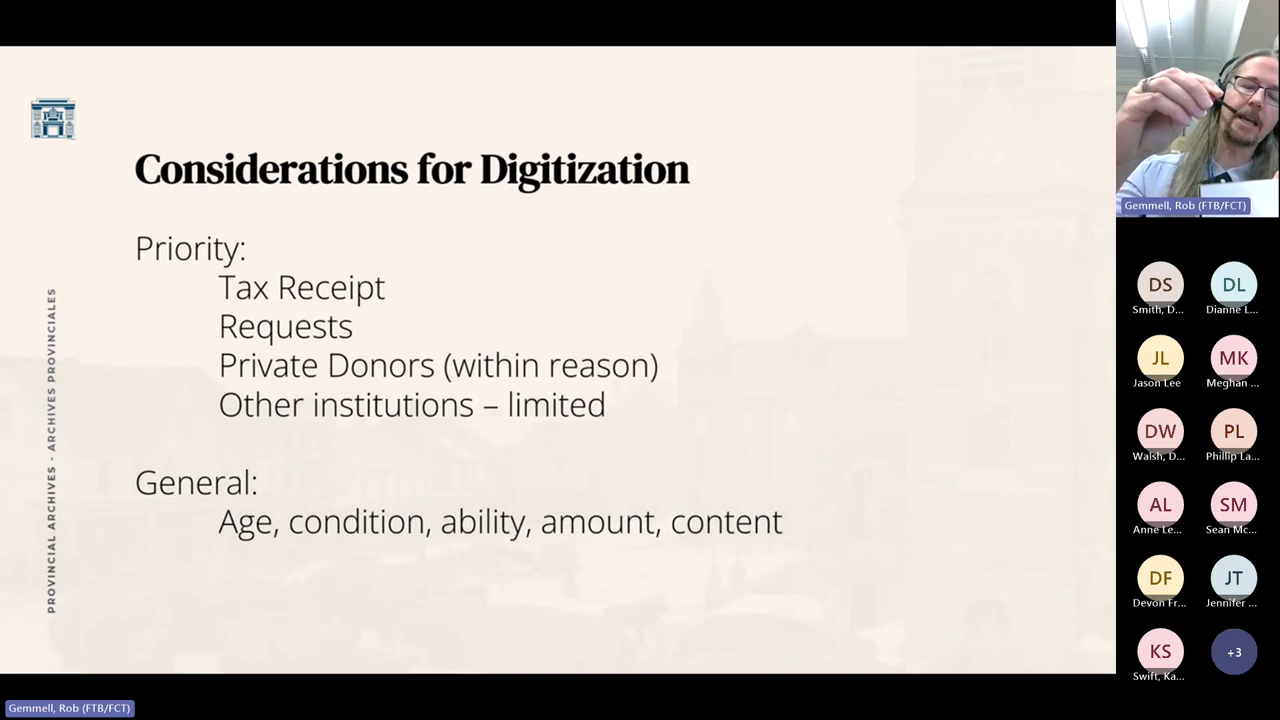 Considerations for Digitization
Priority:
Tax Receipt
Requests
Private Donors (within reason)
Other institutions – limited
General:
Age, condition, ability, amount, content
PROVINCIAL ARCHIVES - ARCHIVES PROVINCIALES
Gemmell, Rob (FTB/FCT)
DS
DL
Smith, D...
Dianne L...
JL
MK
Jason Lee
Meghan ...
DW
PL
Walsh, D...
Phillip La...
AL
SM
Anne Le...
Sean Mc...
DF
JT
Devon Fr...
Jennifer ...
KS
+3
Swift, Ka...
Gemmell, Rob (FTB/FCT)